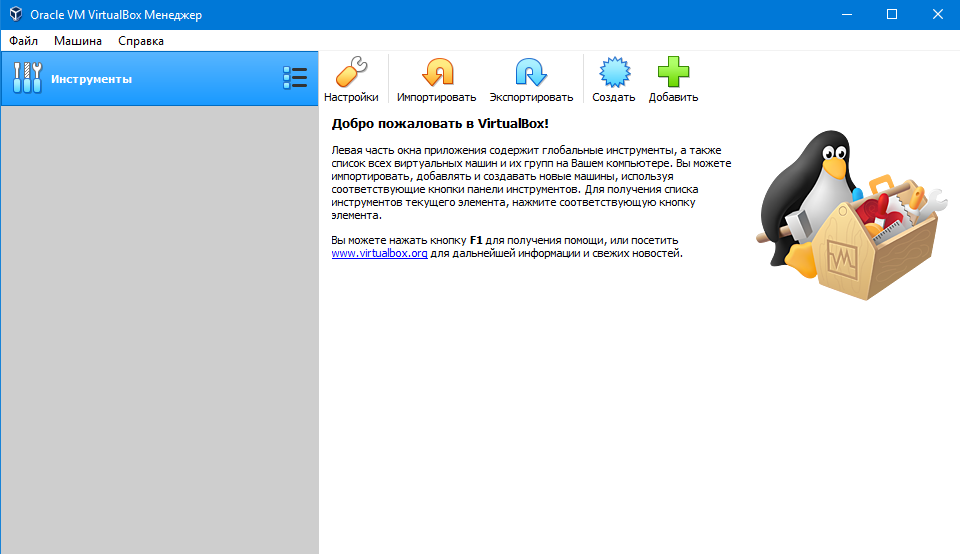 Oracle VM VirtualBox Менеджер
Файл Машина Справка
Инструменты
Настройки Импортировать Экспортировать Создать Добавить
Добро пожаловать в VirtualBox!
Левая часть окна приложения содержит глобальные инструменты, а также
список всех виртуальных машин и их групп на Вашем компьютере. Вы можете
импортировать, добавлять и создавать новые машины, используя
соответствующие кнопки панели инструментов. Для получения списка
инструментов текущего элемента, нажмите соответствующую кнопку
элемента.
Вы можете нажать кнопку F1 для получения помощи, или посетить
www.virtualbox.org для дальнейшей информации и свежих новостей.